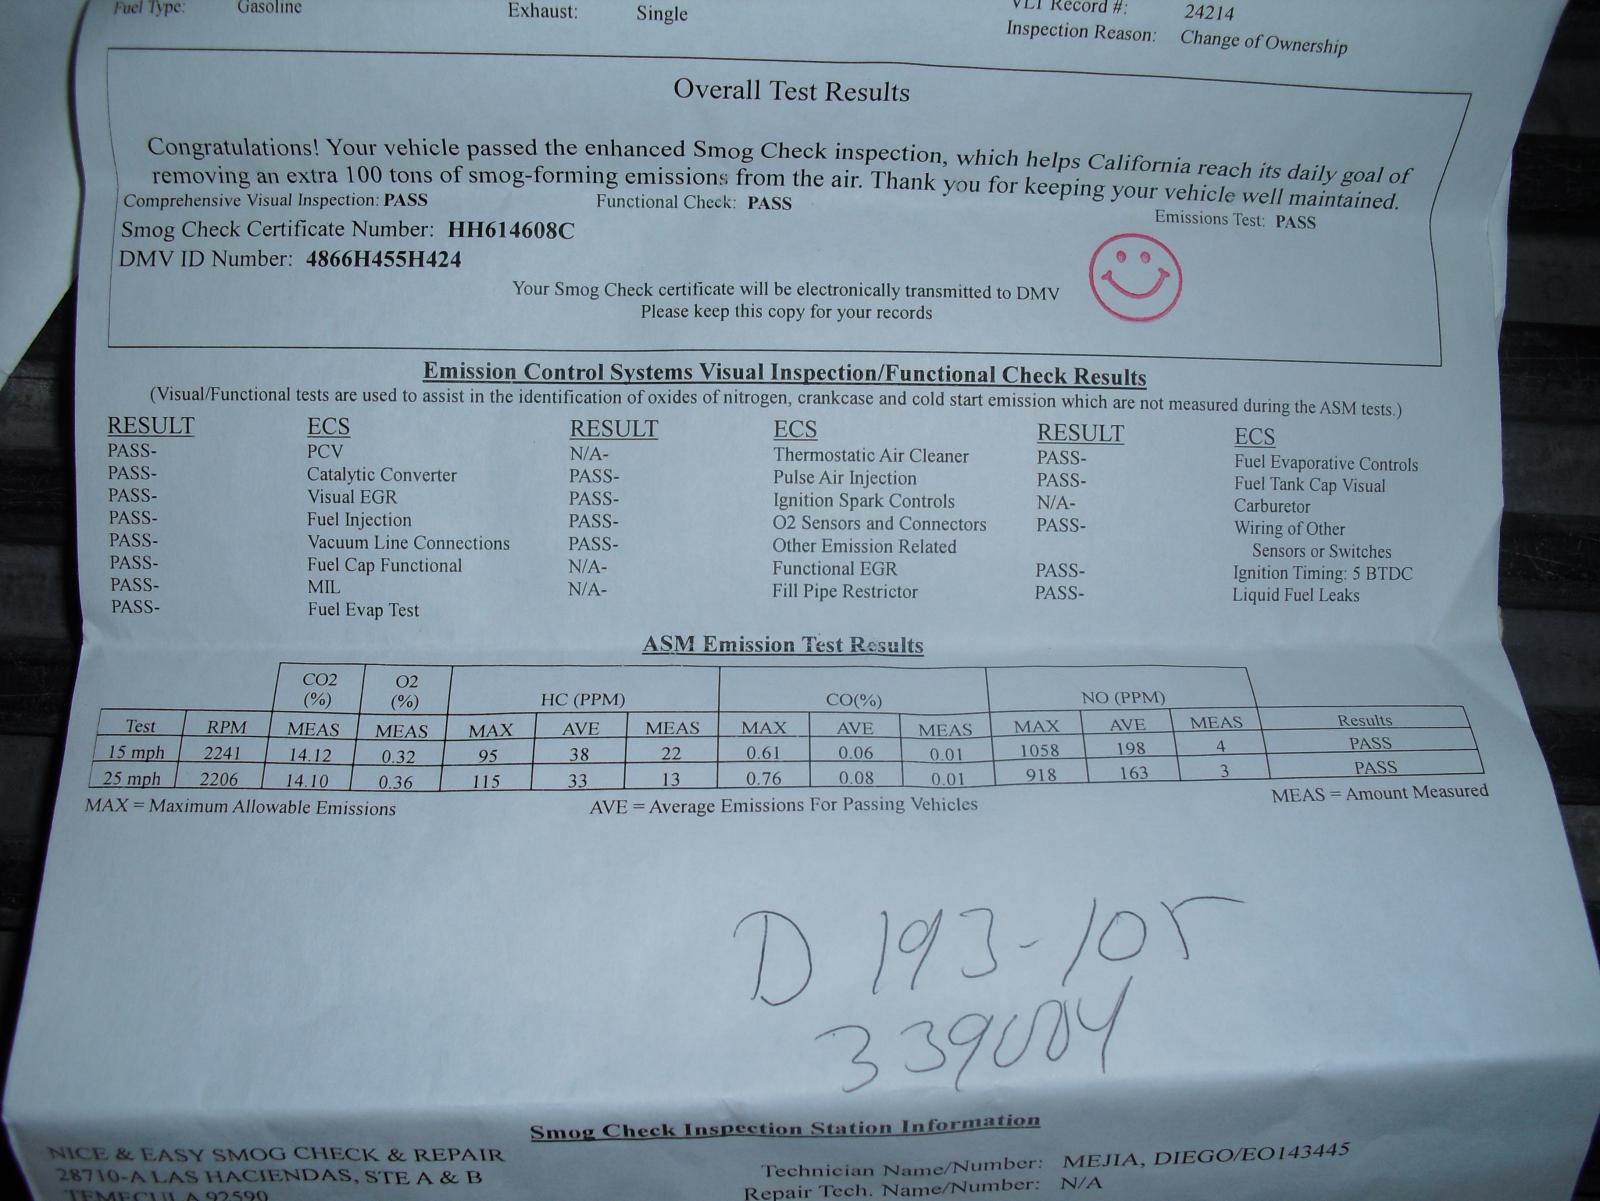 Fuel Type: Gasoline Exhaust: Single VLT Record #: 24214
Inspection Reason: Change of Ownership
Overall Test Results
Congratulations! Your vehicle passed the enhanced Smog Check inspection, which helps California reach its daily goal of
removing an extra 100 tons of smog-forming emissions from the air. Thank you for keeping your vehicle well maintained.
Comprehensive Visual Inspection: PASS Functional Check: PASS Emissions Test: PASS
Smog Check Certificate Number: HH614608C
DMV ID Number: 4866H455H424
Your Smog Check certificate will be electronically transmitted to DMV
Please keep this copy for your records
Emission Control Systems Visual Inspection/Functional Check Results
(Visual/Functional tests are used to assist in the identification of oxides of nitrogen, crankcase and cold start emission which are not measured during the ASM tests.)
RESULT ECS RESULT ECS RESULT ECS
PASS- PCV N/A- Thermostatic Air Cleaner PASS- Fuel Evaporative Controls
PASS- Catalytic Converter PASS- Pulse Air Injection PASS- Fuel Tank Cap Visual
PASS- Visual EGR PASS- Ignition Spark Controls N/A- Carburetor
PASS- Fuel Injection PASS- O2 Sensors and Connectors PASS- Wiring of Other
PASS- Vacuum Line Connections PASS- Other Emission Related Sensors or Switches
PASS- Fuel Cap Functional N/A- Functional EGR PASS- Ignition Timing: 5 BTDC
PASS- MIL N/A- Fill Pipe Restrictor PASS- Liquid Fuel Leaks
PASS- Fuel Evap Test
ASM Emission Test Results
CO2 (%) O2 (%) HC (PPM) CO(%) NO (PPM)
Test RPM MEAS MEAS MAX AVE MEAS MAX AVE MEAS MAX AVE MEAS Results
15 mph 2241 14.12 0.32 95 38 22 0.61 0.06 0.01 1058 198 4 PASS
25 mph 2206 14.10 0.36 115 33 13 0.76 0.08 0.01 918 163 3 PASS
MAX = Maximum Allowable Emissions AVE = Average Emissions For Passing Vehicles MEAS = Amount Measured
D 193-105
339004
Smog Check Inspection Station Information
NICE & EASY SMOG CHECK & REPAIR Technician Name/Number: MEJIA, DIEGO/EO143445
28710-A LAS HACIENDAS, STE A & B Repair Tech. Name/Number: N/A
TEMECULA 92590